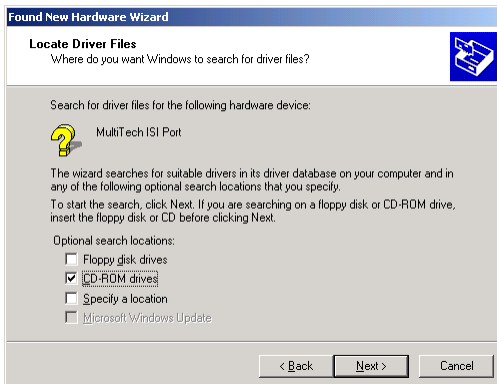 Found New Hardware Wizard
Locate Driver Files
Where do you want Windows to search for driver files?
Search for driver files for the following hardware device:
MultiTech ISI Port
The wizard searches for suitable drivers in its driver database on your computer and in
any of the following optional search locations that you specify.
To start the search, click Next. If you are searching on a floppy disk or CD-ROM drive,
insert the floppy disk or CD before clicking Next.
Optional search locations:
Floppy disk drives
CD-ROM drives
Specify a location
Microsoft Windows Update
< Back Next > Cancel